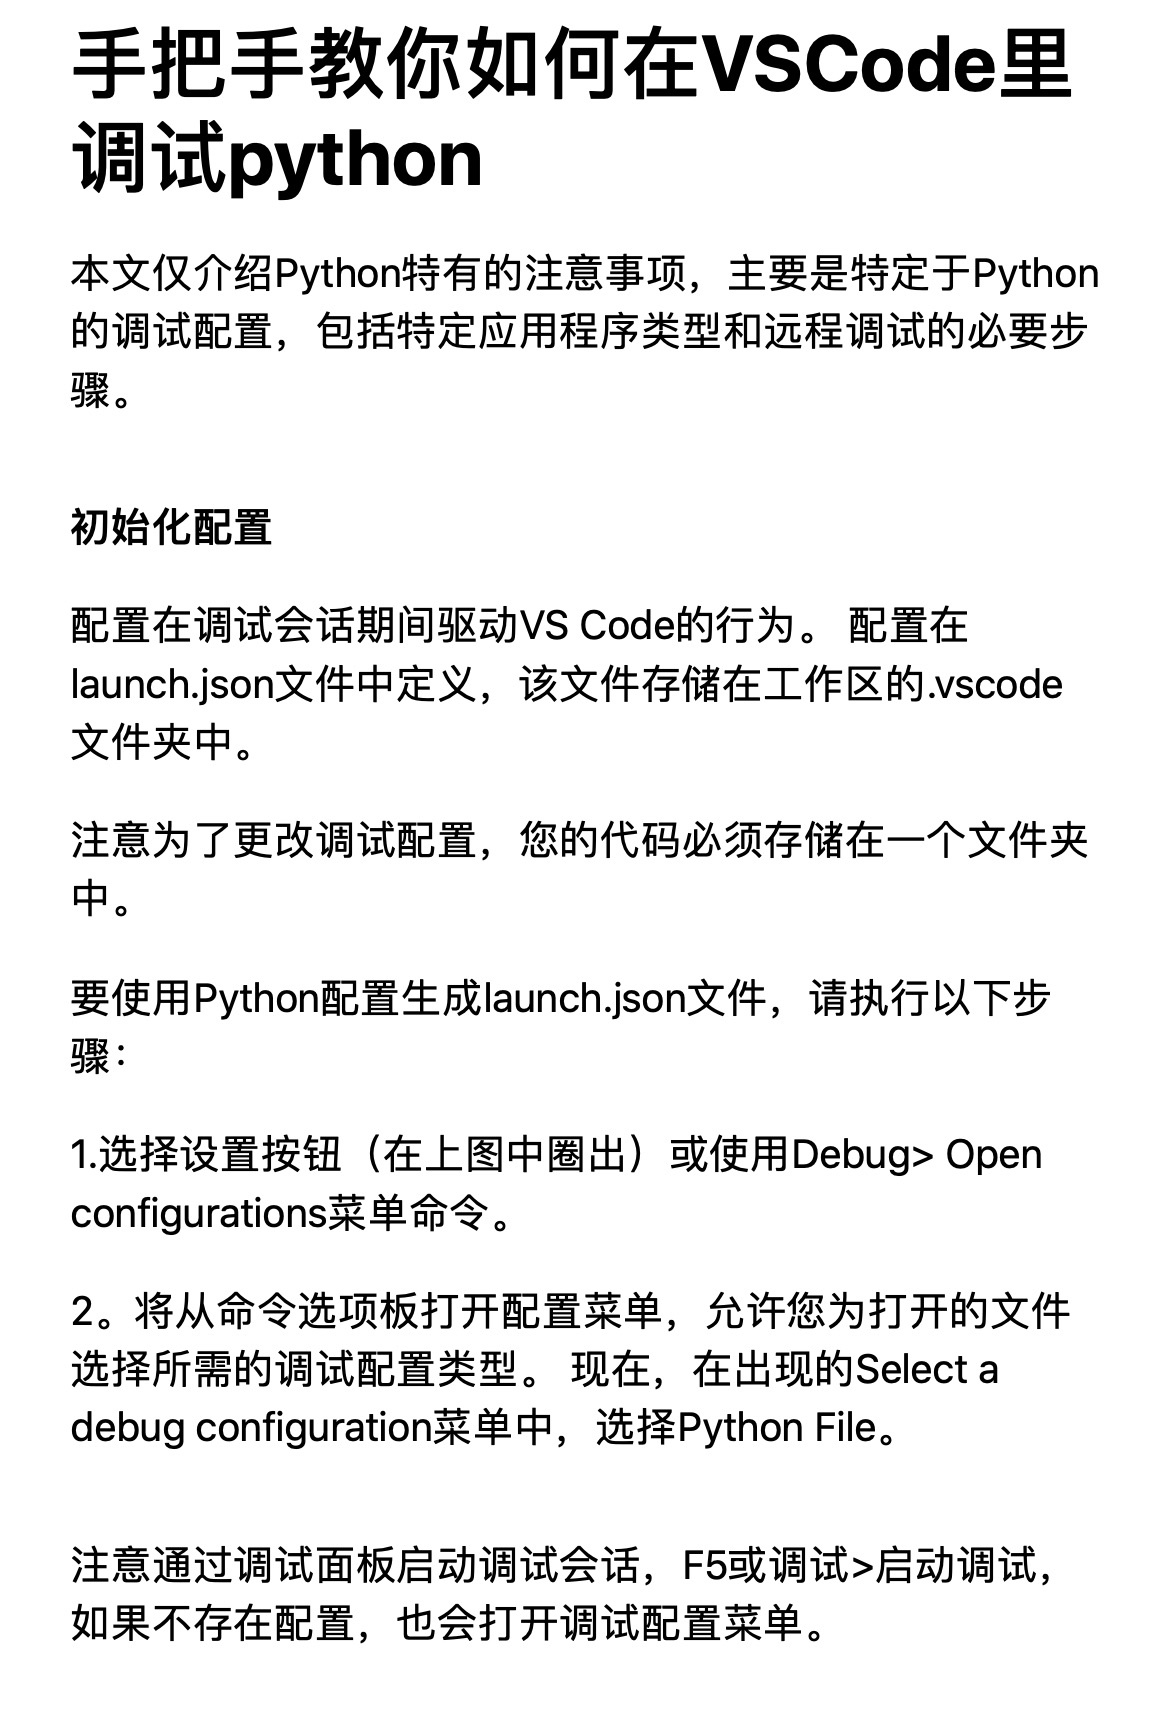 手把手教你如何在VSCode里
调试python
本文仅介绍Python特有的注意事项，主要是特定于Python
的调试配置，包括特定应用程序类型和远程调试的必要步
骤。
初始化配置
配置在调试会话期间驱动VS Code的行为。 配置在
launch.json文件中定义，该文件存储在工作区的.vscode
文件夹中。
注意为了更改调试配置，您的代码必须存储在一个文件夹
中。
要使用Python配置生成launch.json文件，请执行以下步
骤：
1.选择设置按钮（在上图中圈出）或使用Debug> Open
configurations菜单命令。
2。将从命令选项板打开配置菜单，允许您为打开的文件
选择所需的调试配置类型。 现在，在出现的Select a
debug configuration菜单中，选择Python File。
注意通过调试面板启动调试会话，F5或调试>启动调试，
如果不存在配置，也会打开调试配置菜单。